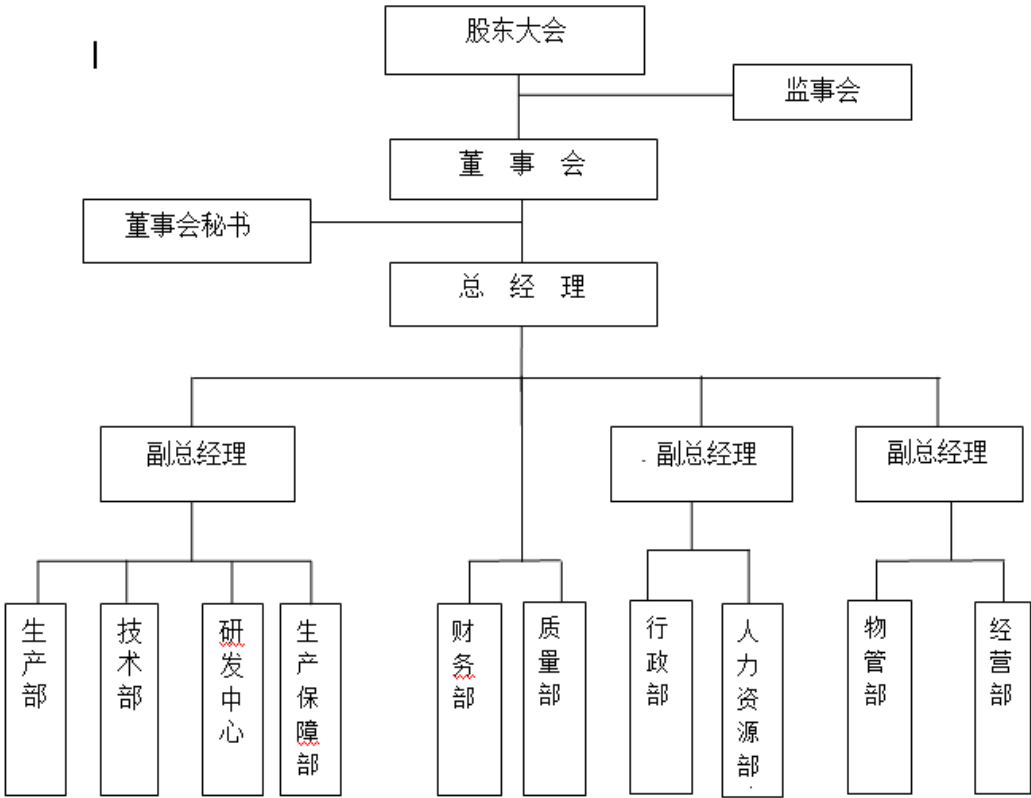 股东大会
监事会
董 事 会
董事会秘书
总 经 理
副总经理
副总经理
副总经理
生产部
技术部
研发中心
生产保障部
财务部
质量部
行政部
人力资源部
物管部
经营部